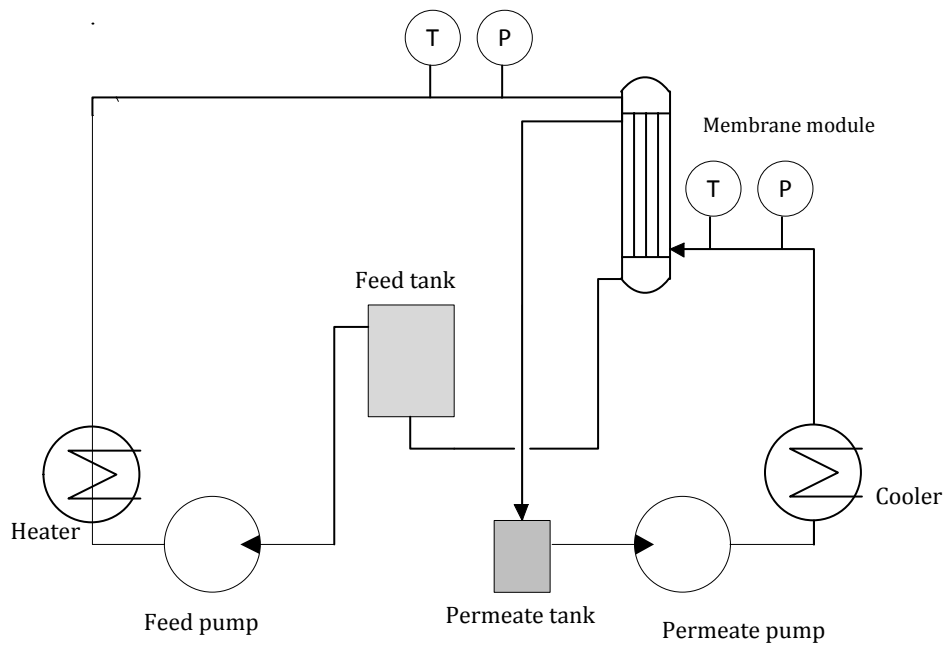 T
P
Membrane module
T
P
Feed tank
Heater
Cooler
Feed pump
Permeate tank
Permeate pump